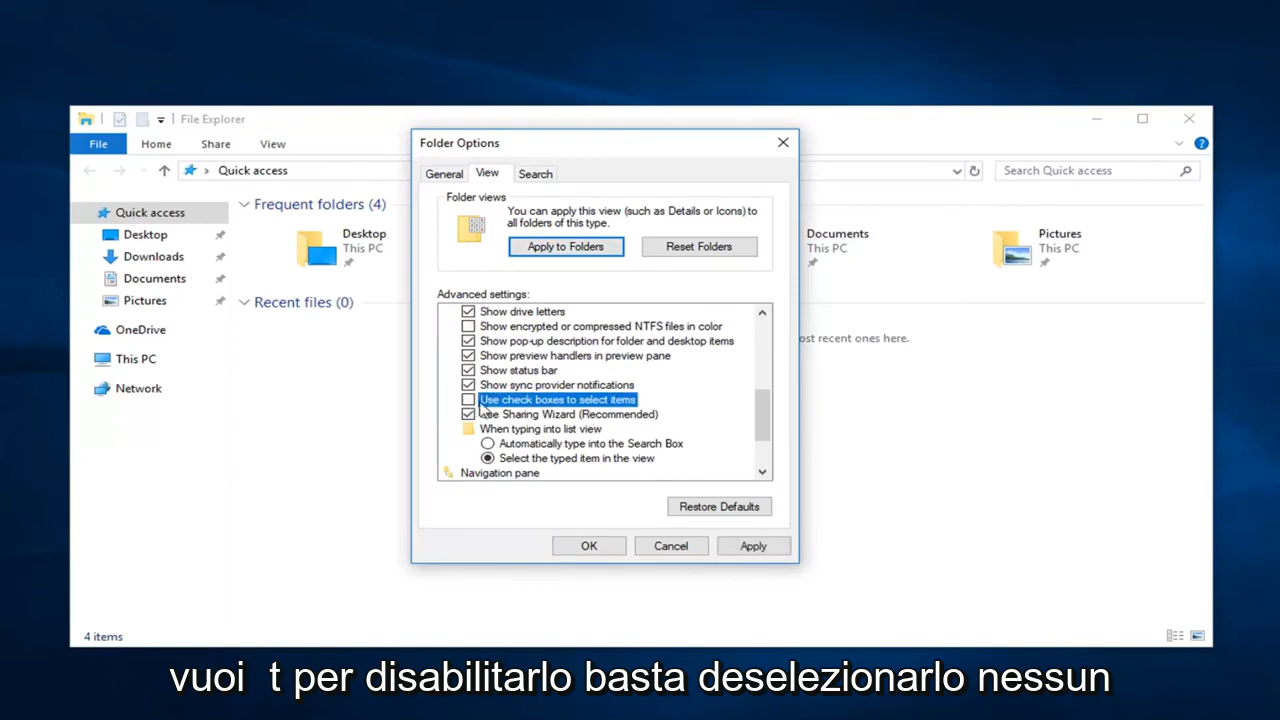 File Explorer
File Home Share View
Quick access
Search Quick access
Quick access
Desktop
Downloads
Documents
Pictures
OneDrive
This PC
Network
Frequent folders (4)
Desktop
This PC
Documents
This PC
Pictures
This PC
Recent files (0)
ost recent ones here.
4 items
Folder Options
General View Search
Folder views
You can apply this view (such as Details or Icons) to
all folders of this type.
Apply to Folders Reset Folders
Advanced settings:
Show drive letters
Show encrypted or compressed NTFS files in color
Show pop-up description for folder and desktop items
Show preview handlers in preview pane
Show status bar
Show sync provider notifications
Use check boxes to select items
Use Sharing Wizard (Recommended)
When typing into list view
Automatically type into the Search Box
Select the typed item in the view
Navigation pane
Restore Defaults
OK Cancel Apply
vuoi t per disabilitarlo basta deselezionarlo nessun